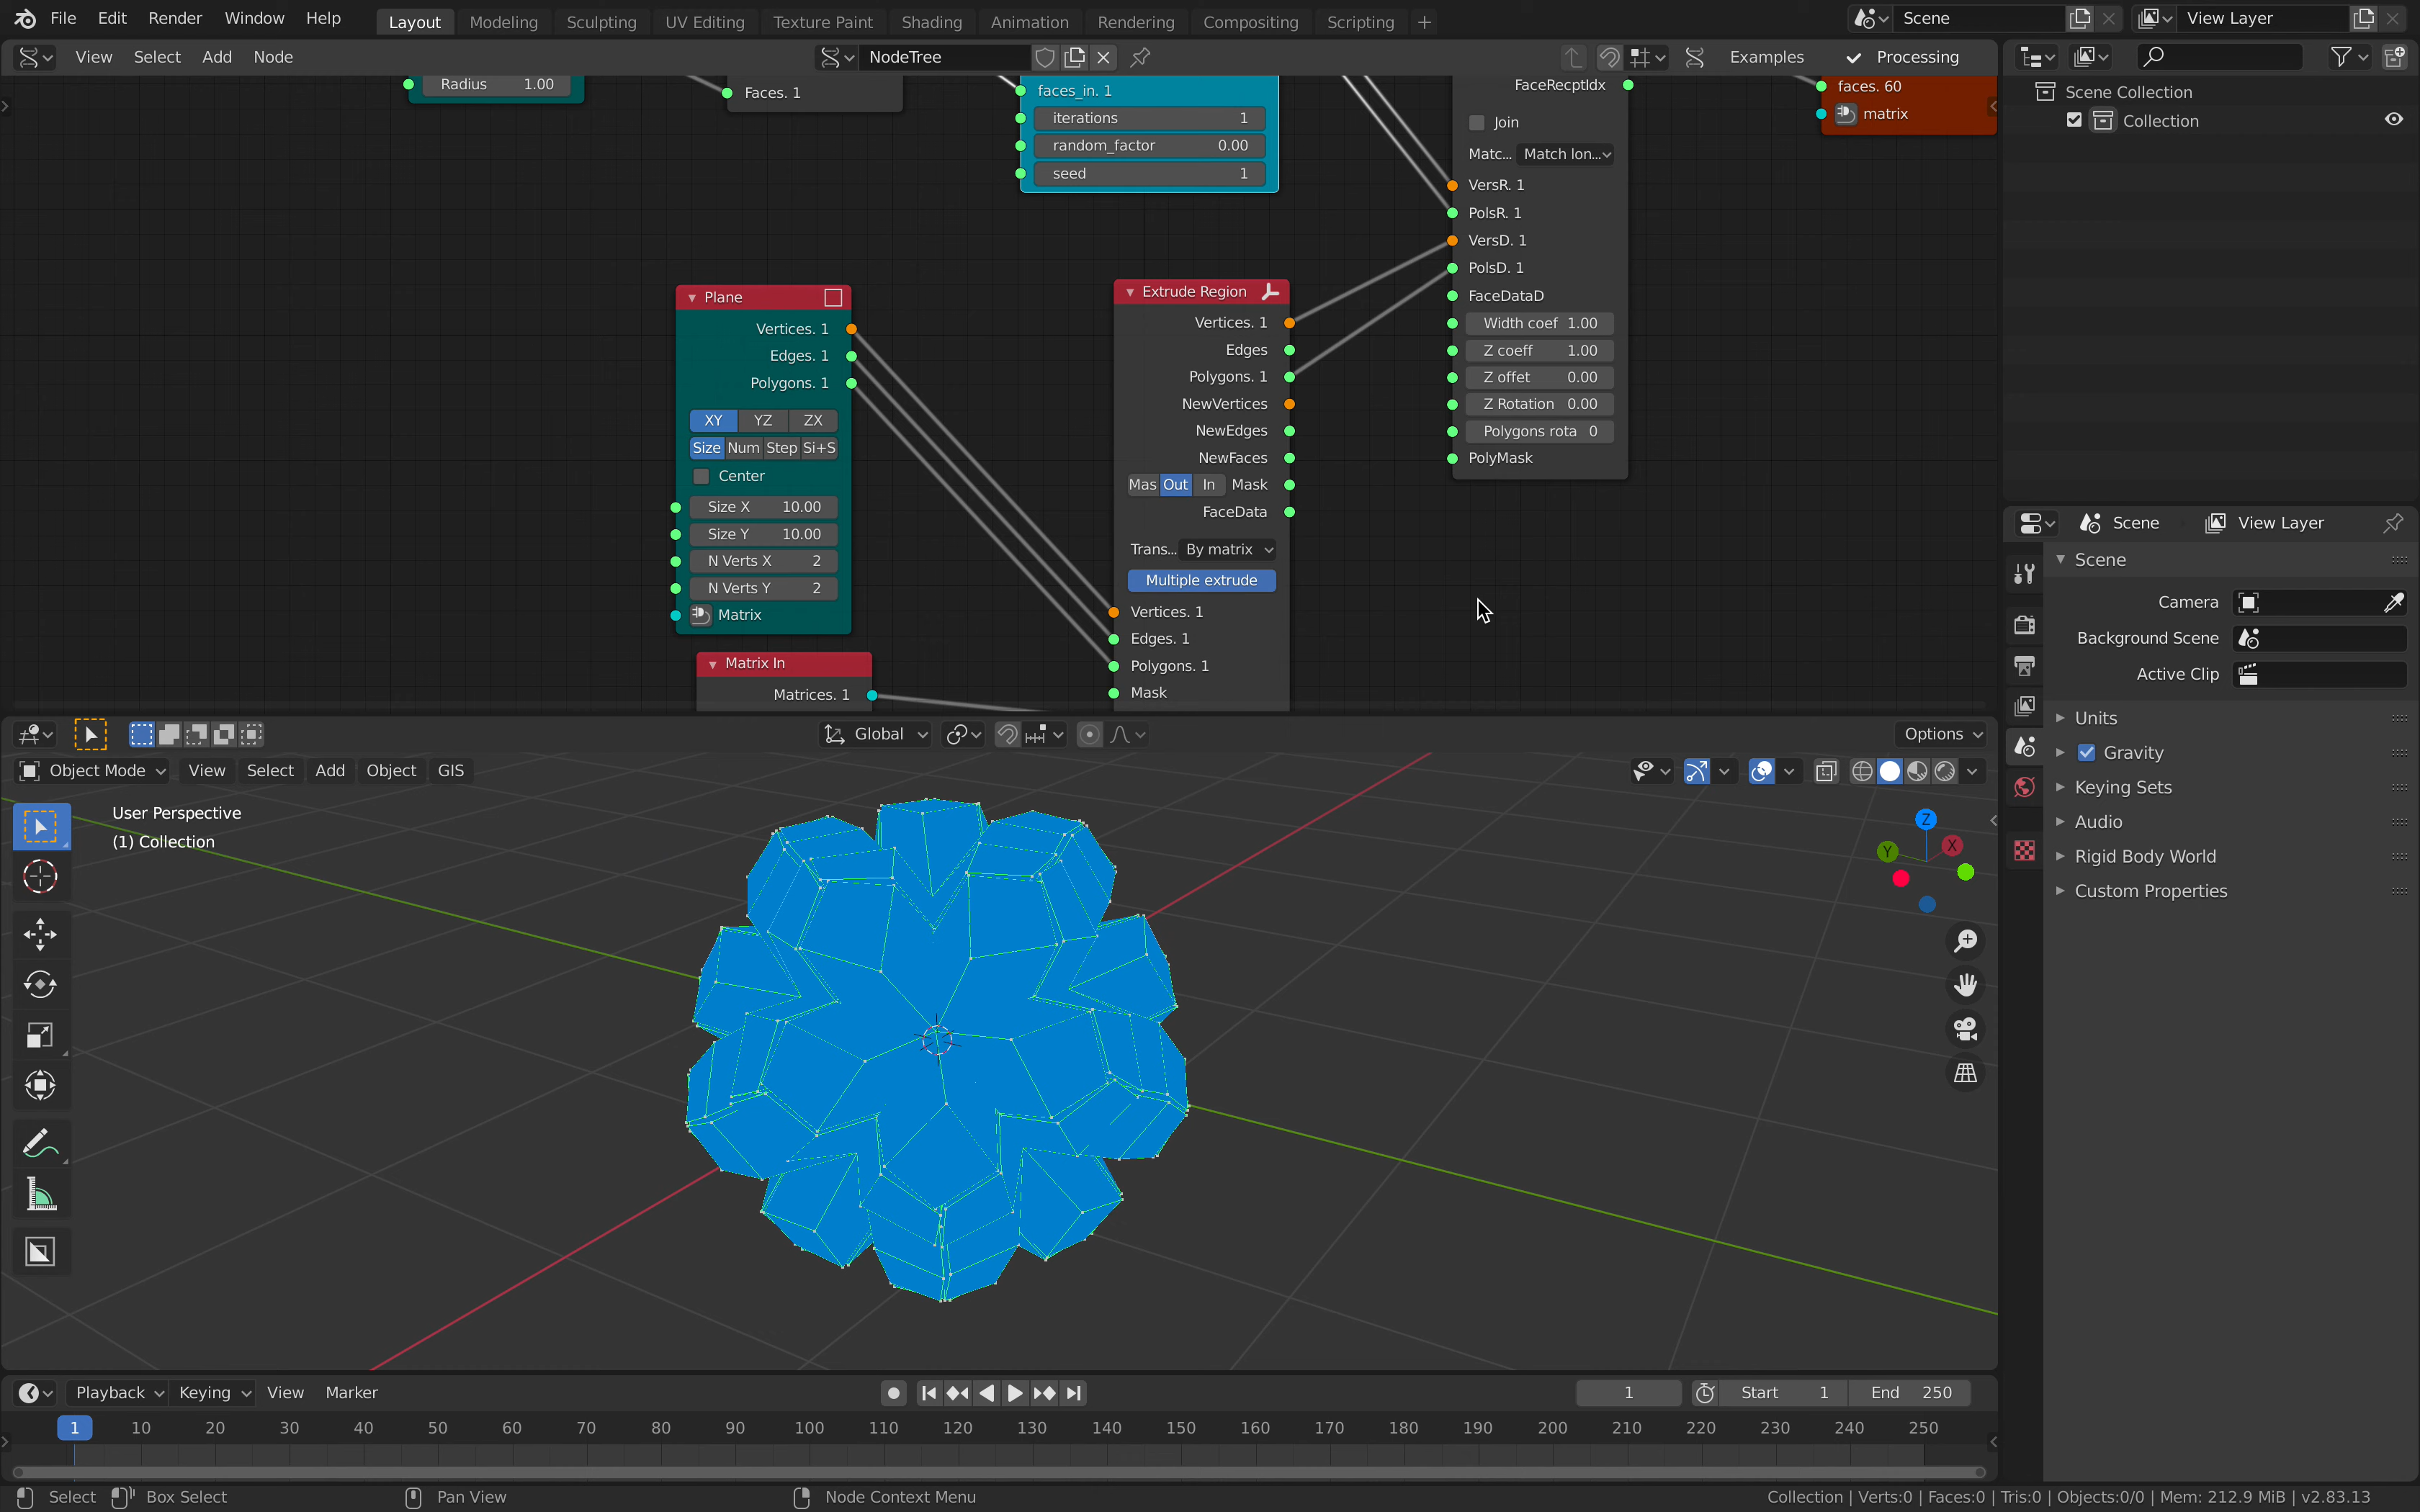 File Edit Render Window Help Layout Modeling Sculpting UV Editing Texture Paint Shading Animation Rendering Compositing Scripting + Scene View Layer
View Select Add Node NodeTree Examples Processing
Radius 1.00
Faces. 1
faces_in. 1
iterations 1
random_factor 0.00
seed 1
FaceRecptIdx
Join
Matc... Match lon...
VersR. 1
PolsR. 1
VersD. 1
PolsD. 1
FaceDataD
Width coef 1.00
Z coeff 1.00
Z offet 0.00
Z Rotation 0.00
Polygons rota 0
PolyMask
faces. 60
matrix
Plane
Vertices. 1
Edges. 1
Polygons. 1
XY YZ ZX
Size Num Step Si+S
Center
Size X 10.00
Size Y 10.00
N Verts X 2
N Verts Y 2
Matrix
Matrix In
Matrices. 1
Extrude Region
Vertices. 1
Edges
Polygons. 1
NewVertices
NewEdges
NewFaces
Mas Out In Mask
FaceData
Trans... By matrix
Multiple extrude
Vertices. 1
Edges. 1
Polygons. 1
Mask
Scene Collection
Collection
Scene View Layer
Scene
Camera
Background Scene
Active Clip
Units
Gravity
Keying Sets
Audio
Rigid Body World
Custom Properties
Global Options
Object Mode View Select Add Object GIS
User Perspective
(1) Collection
Z
Y
X
Playback Keying View Marker 1 Start 1 End 250
1 10 20 30 40 50 60 70 80 90 100 110 120 130 140 150 160 170 180 190 200 210 220 230 240 250
Select Box Select Pan View Node Context Menu Collection | Verts:0 | Faces:0 | Tris:0 | Objects:0/0 | Mem: 212.9 MiB | v2.83.13